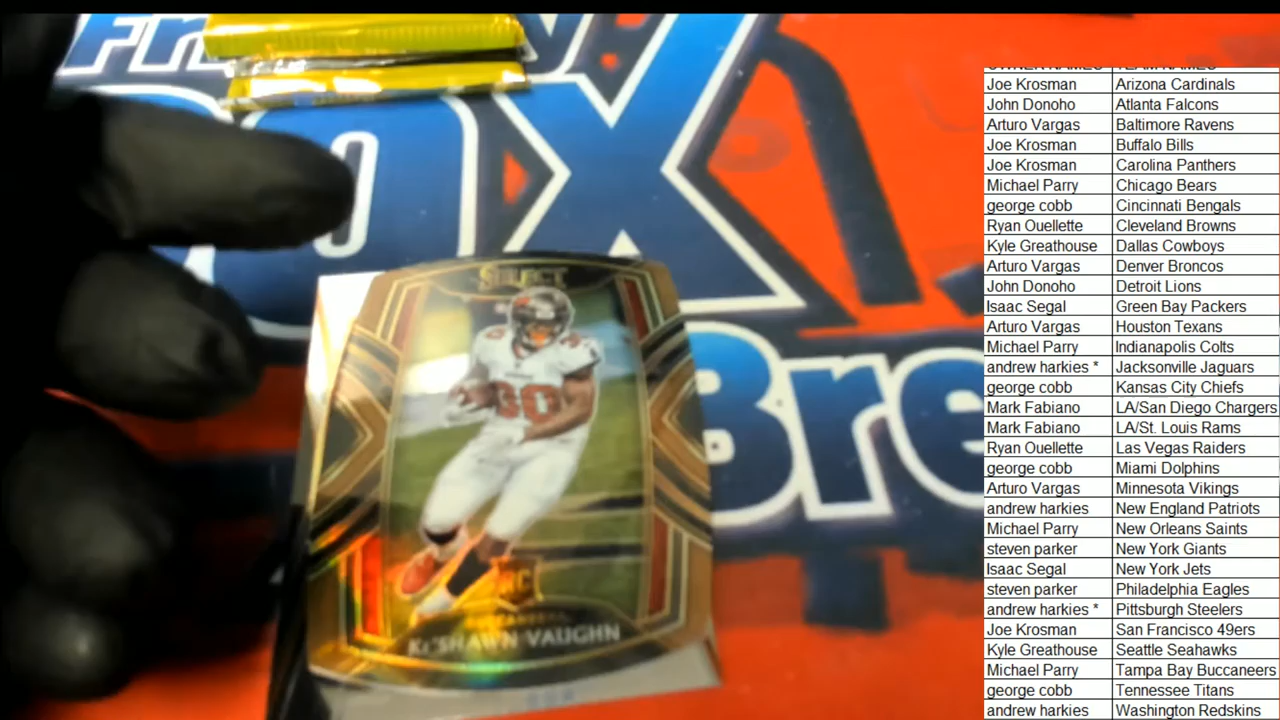 SELECT
30
RC
KE'SHAWN VAUGHN
OX
Bre
Joe Krosman Arizona Cardinals
John Donoho Atlanta Falcons
Arturo Vargas Baltimore Ravens
Joe Krosman Buffalo Bills
Joe Krosman Carolina Panthers
Michael Parry Chicago Bears
george cobb Cincinnati Bengals
Ryan Ouellette Cleveland Browns
Kyle Greathouse Dallas Cowboys
Arturo Vargas Denver Broncos
John Donoho Detroit Lions
Isaac Segal Green Bay Packers
Arturo Vargas Houston Texans
Michael Parry Indianapolis Colts
andrew harkies * Jacksonville Jaguars
george cobb Kansas City Chiefs
Mark Fabiano LA/San Diego Chargers
Mark Fabiano LA/St. Louis Rams
Ryan Ouellette Las Vegas Raiders
george cobb Miami Dolphins
Arturo Vargas Minnesota Vikings
andrew harkies New England Patriots
Michael Parry New Orleans Saints
steven parker New York Giants
Isaac Segal New York Jets
steven parker Philadelphia Eagles
andrew harkies * Pittsburgh Steelers
Joe Krosman San Francisco 49ers
Kyle Greathouse Seattle Seahawks
Michael Parry Tampa Bay Buccaneers
george cobb Tennessee Titans
andrew harkies Washington Redskins